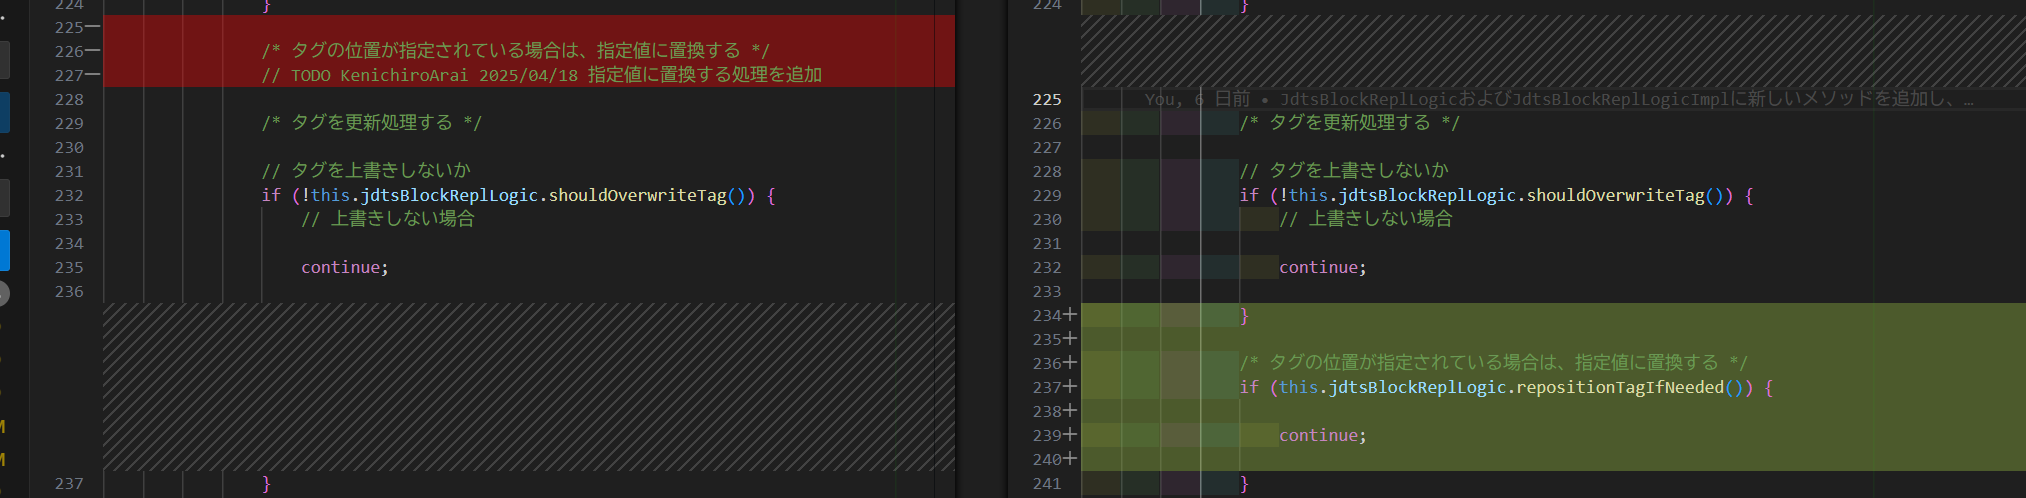 224 }
225
226 /* タグの位置が指定されている場合は、指定値に置換する */
227 // TODO KenichiroArai 2025/04/18 指定値に置換する処理を追加
228
229 /* タグを更新処理する */
230
231 // タグを上書きしないか
232 if (!this.jdtsBlockReplLogic.shouldOverwriteTag()) {
233 // 上書きしない場合
234
235 continue;
236
237 }
224 }
225 You, 6 日前 • JdtsBlockReplLogicおよびJdtsBlockReplLogicImplに新しいメソッドを追加し、…
226 /* タグを更新処理する */
227
228 // タグを上書きしないか
229 if (!this.jdtsBlockReplLogic.shouldOverwriteTag()) {
230 // 上書きしない場合
231
232 continue;
233
234+ }
235+
236+ /* タグの位置が指定されている場合は、指定値に置換する */
237+ if (this.jdtsBlockReplLogic.repositionTagIfNeeded()) {
238+
239+ continue;
240+
241 }